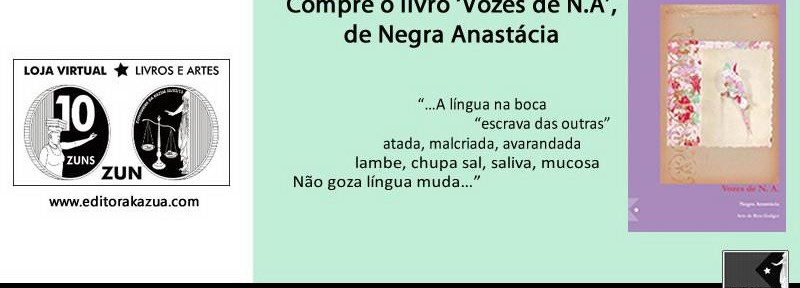 LOJA VIRTUAL ★ LIVROS E ARTES
10
ZUNS
ZUN
www.editorakazua.com
Compre o livro ‘Vozes de N.A’,
de Negra Anastácia
“...A língua na boca
“escrava das outras”
atada, malcriada, avarandada
lambe, chupa sal, saliva, mucosa
Não goza língua muda...”
Vozes de N. A.
Negra Anastácia